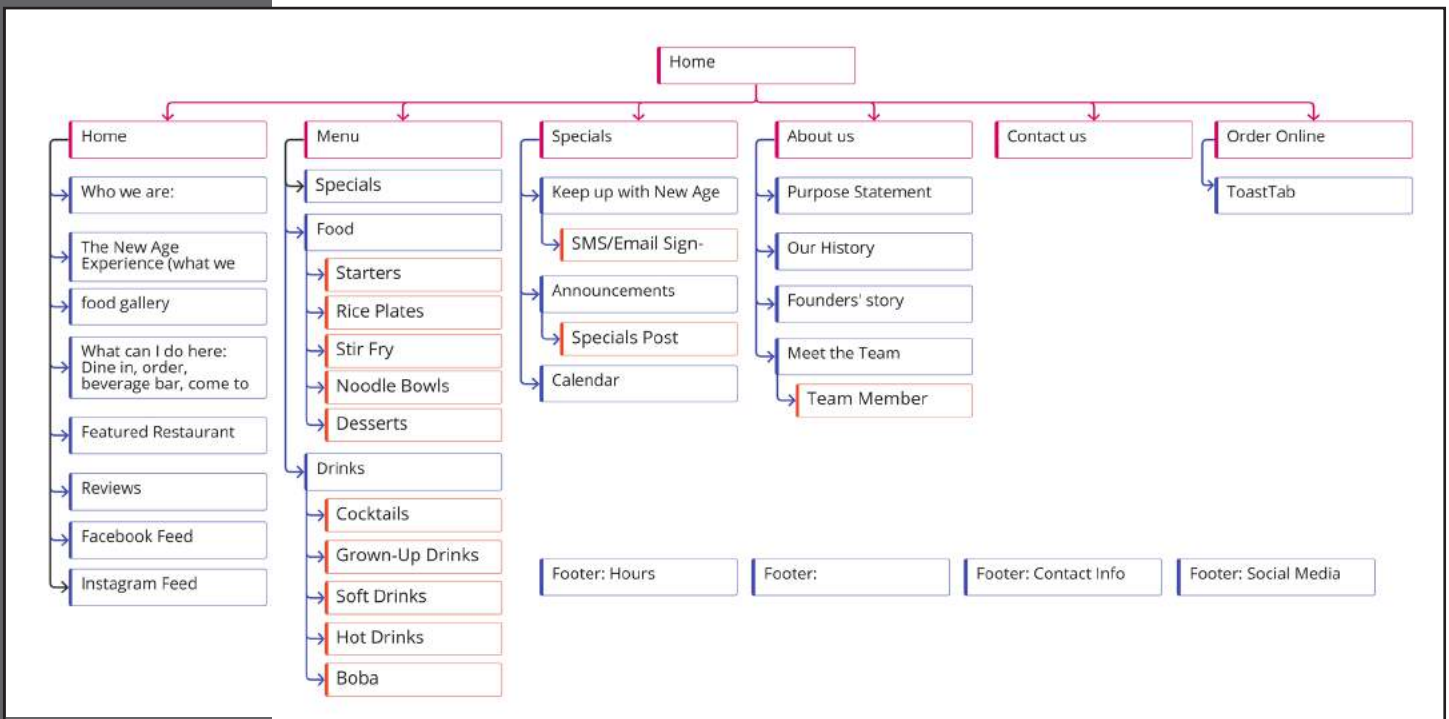 Home
Home
Who we are:
The New Age
Experience (what we
food gallery
What can I do here:
Dine in, order,
beverage bar, come to
Featured Restaurant
Reviews
Facebook Feed
Instagram Feed
Menu
Specials
Food
Starters
Rice Plates
Stir Fry
Noodle Bowls
Desserts
Drinks
Cocktails
Grown-Up Drinks
Soft Drinks
Hot Drinks
Boba
Specials
Keep up with New Age
SMS/Email Sign-
Announcements
Specials Post
Calendar
About us
Purpose Statement
Our History
Founders' story
Meet the Team
Team Member
Contact us
Order Online
ToastTab
Footer: Hours
Footer:
Footer: Contact Info
Footer: Social Media